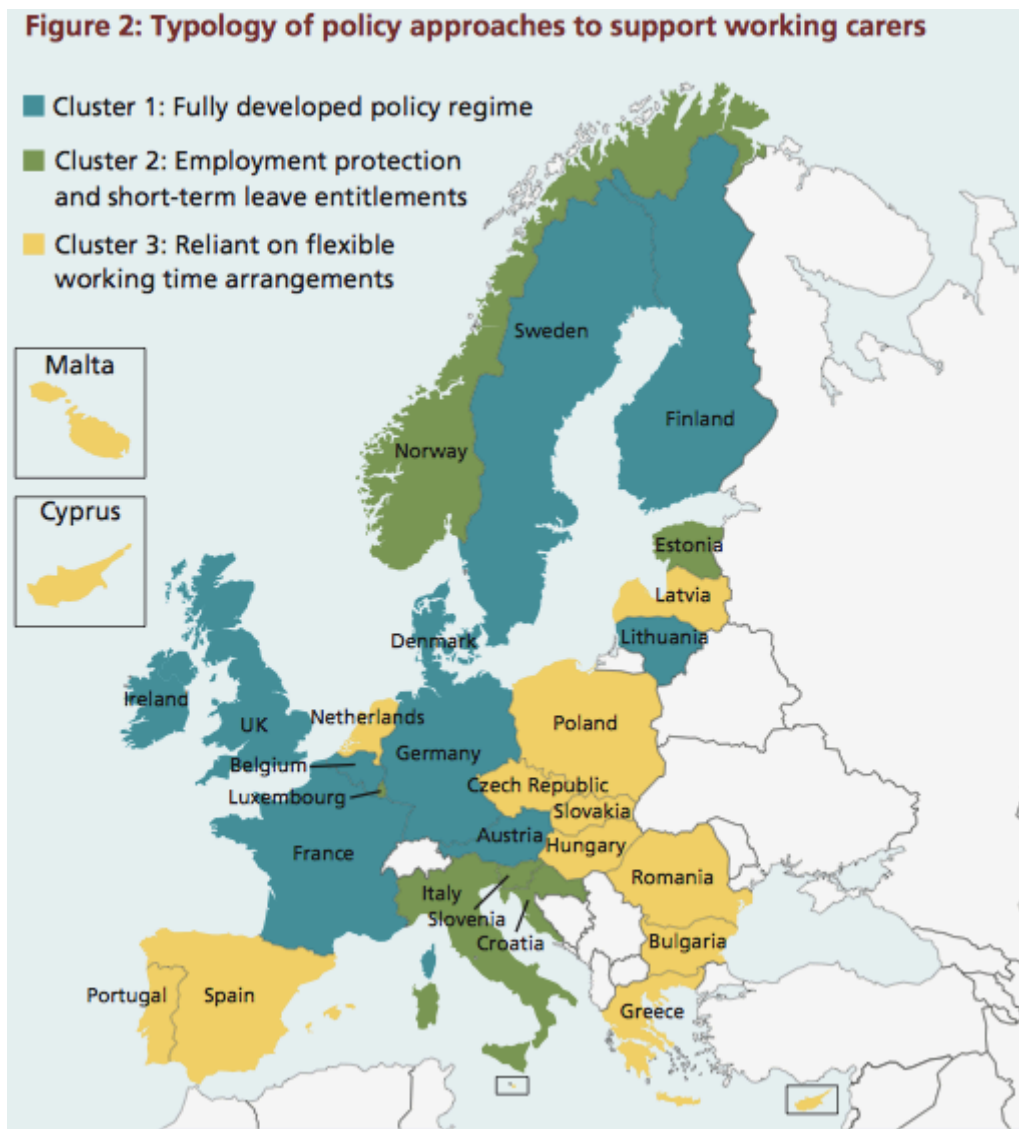 Figure 2: Typology of policy approaches to support working carers
Cluster 1: Fully developed policy regime
Cluster 2: Employment protection
and short-term leave entitlements
Cluster 3: Reliant on flexible
working time arrangements
Sweden
Malta
Finland
Norway
Cyprus
Estonia
Latvia
Denmark
Lithuania
Ireland
Netherlands
Poland
UK
Germany
Belgium
Czech Republic
Luxembourg
Slovakia
Austria
Hungary
France
Romania
Italy
Slovenia
Croatia
Bulgaria
Portugal
Spain
Greece